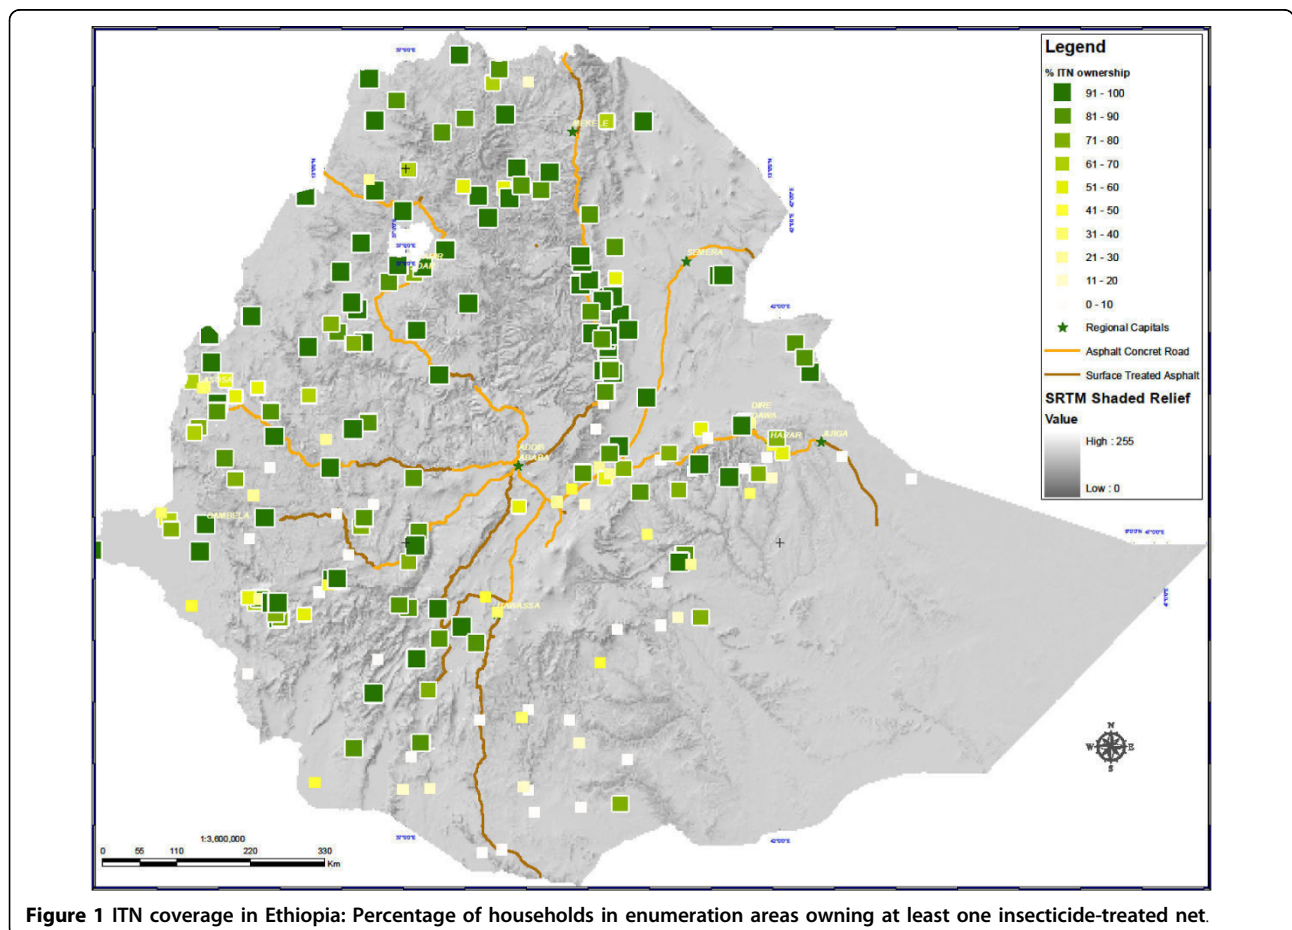 Legend
% ITN ownership
91 - 100
81 - 90
71 - 80
61 - 70
51 - 60
41 - 50
31 - 40
21 - 30
11 - 20
0 - 10
Regional Capitals
Asphalt Concret Road
Surface Treated Asphalt
SRTM Shaded Relief
Value
High : 255
Low : 0
MEKELE
SEMERA
DIRE
DAWA
HARAR
JIJIGA
ADDIS
ABABA
GAMBELA
HAWASSA
N
W
E
S
1:3,600,000
0 55 110 220 330
Km
Figure 1 ITN coverage in Ethiopia: Percentage of households in enumeration areas owning at least one insecticide-treated net.